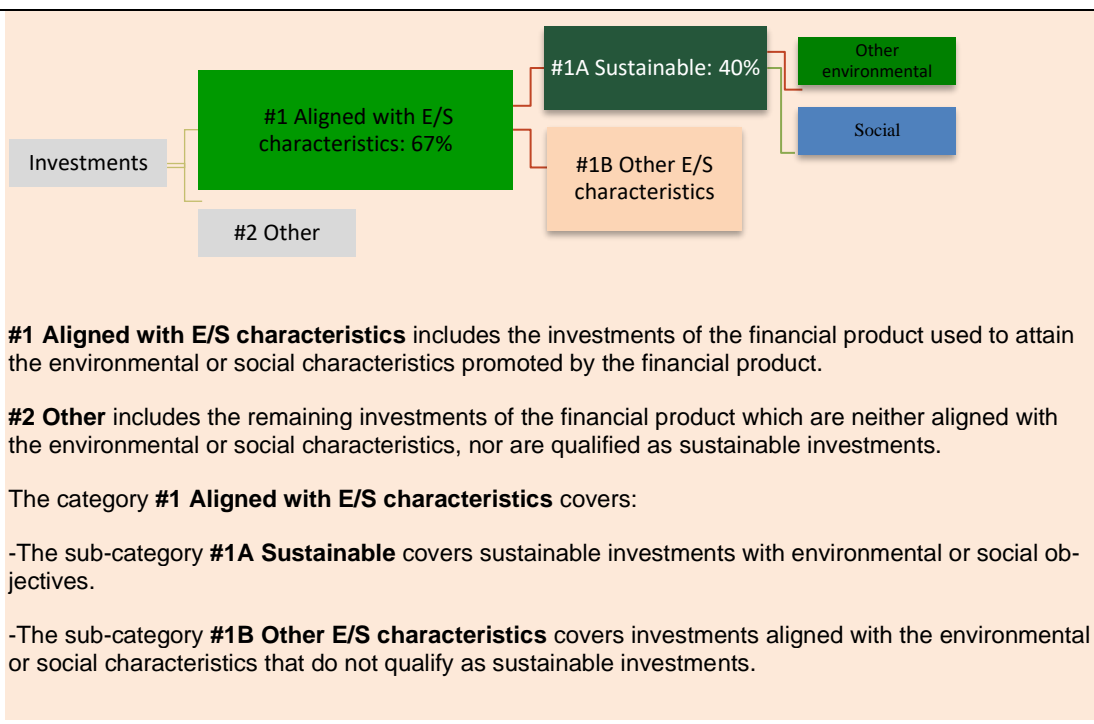 Investments
#1 Aligned with E/S
characteristics: 67%
#2 Other
#1A Sustainable: 40%
#1B Other E/S
characteristics
Other
environmental
Social
#1 Aligned with E/S characteristics includes the investments of the financial product used to attain
the environmental or social characteristics promoted by the financial product.
#2 Other includes the remaining investments of the financial product which are neither aligned with
the environmental or social characteristics, nor are qualified as sustainable investments.
The category #1 Aligned with E/S characteristics covers:
-The sub-category #1A Sustainable covers sustainable investments with environmental or social ob-
jectives.
-The sub-category #1B Other E/S characteristics covers investments aligned with the environmental
or social characteristics that do not qualify as sustainable investments.